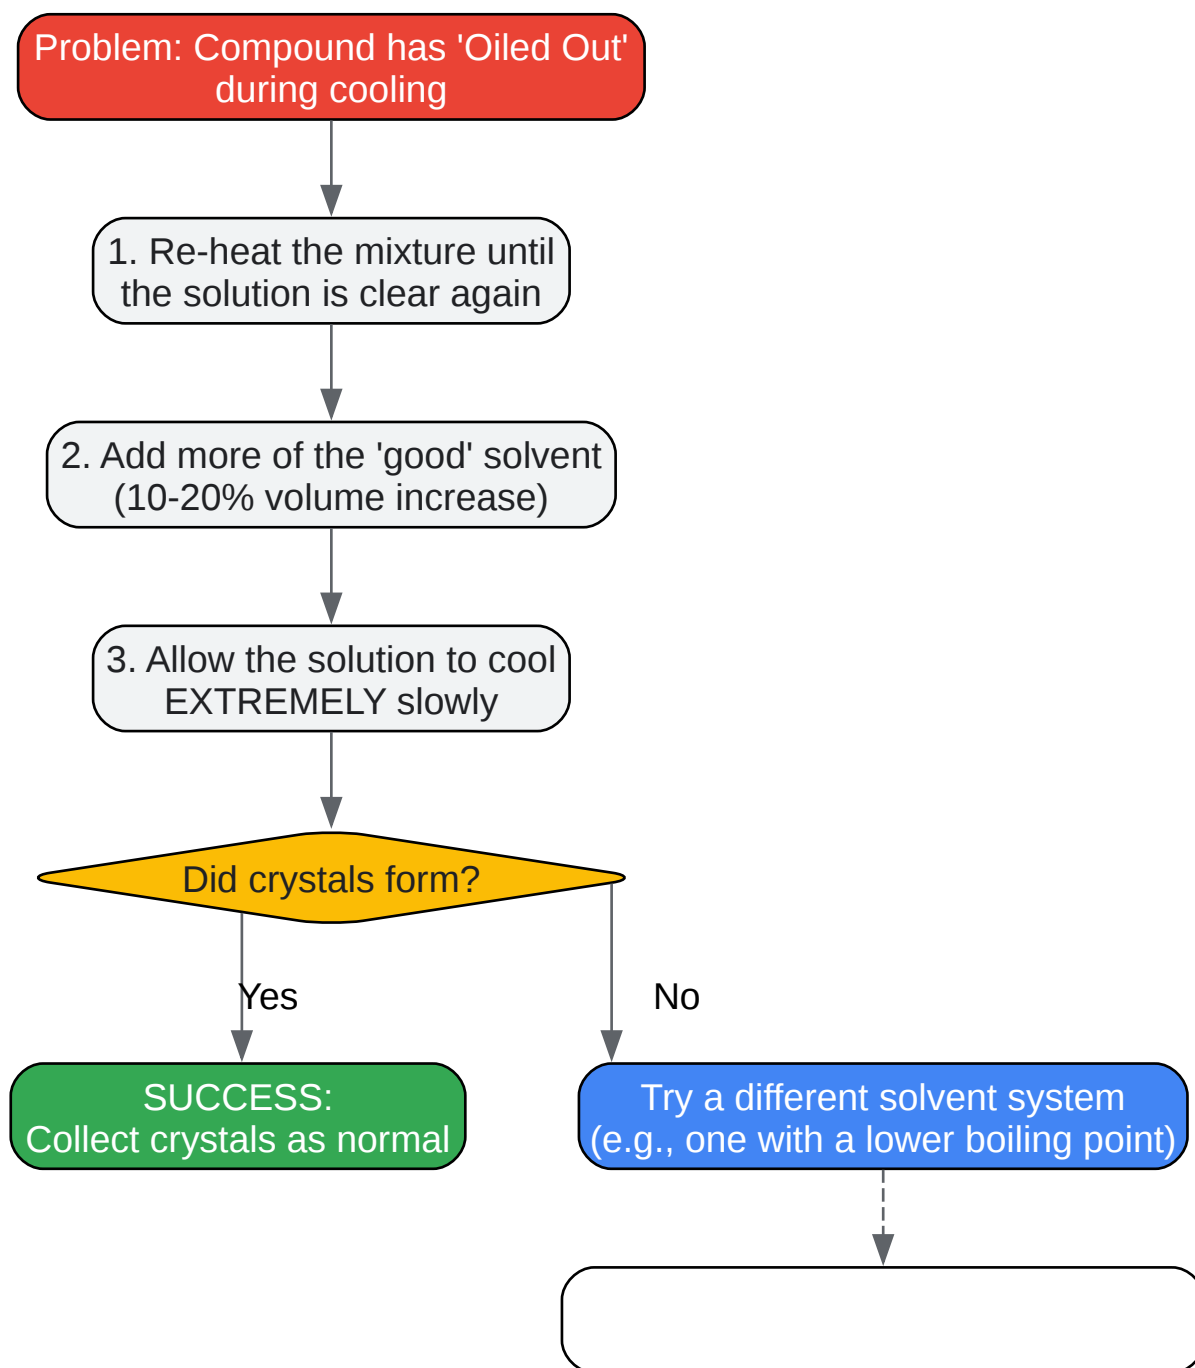 Problem: Compound has 'Oiled Out'
during cooling
1. Re-heat the mixture until
the solution is clear again
2. Add more of the 'good' solvent
(10-20% volume increase)
3. Allow the solution to cool
EXTREMELY slowly
Did crystals form?
Yes
No
SUCCESS:
Collect crystals as normal
Try a different solvent system
(e.g., one with a lower boiling point)